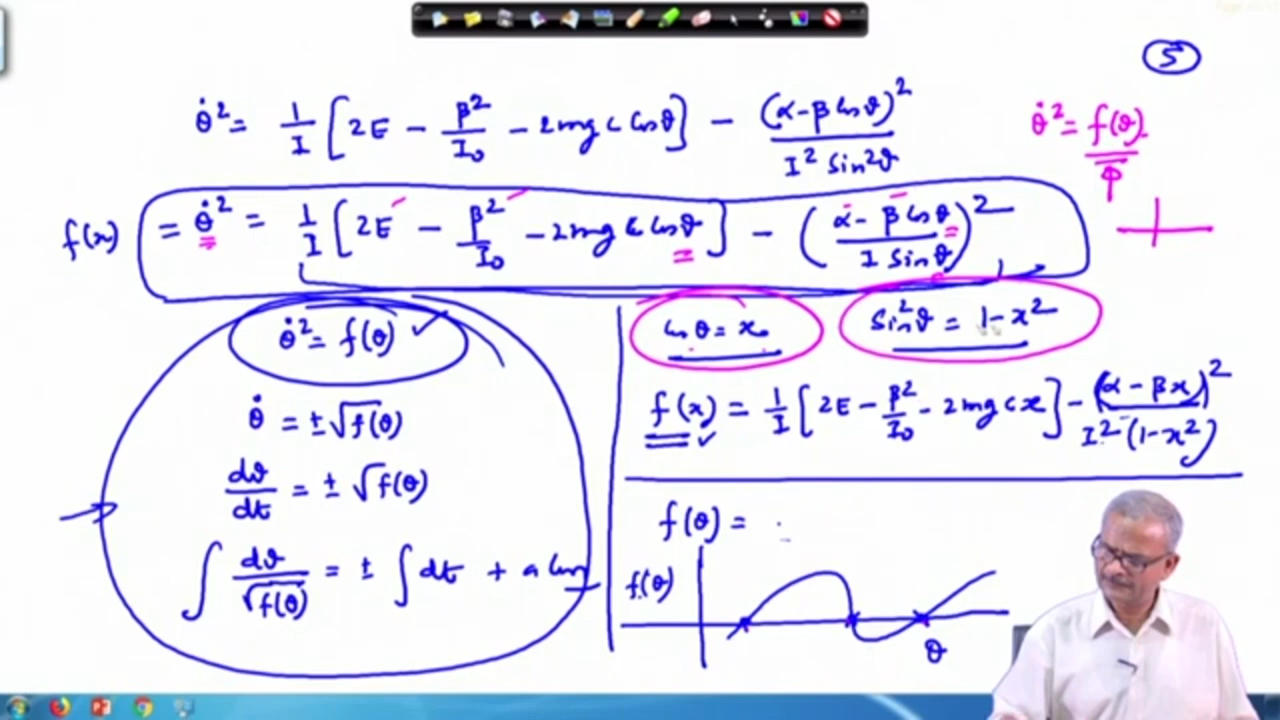 5
θ̇² = 1/I [2E − β²/I₀ − 2mgc Cosθ] − (α − β Cosθ)² / I² Sin²θ
θ̇² = f(θ)
f(x) = θ̇² = 1/I [2E − β²/I₀ − 2mgc Cosθ] − (α − β Cosθ / I Sinθ)²
θ̇² = f(θ) ✓
Cosθ = x
Sin²θ = 1 − x²
θ̇ = ± √f(θ)
dθ/dt = ± √f(θ)
∫ dθ/√f(θ) = ± ∫ dt + a
f(x) ✓ = 1/I [2E − β²/I₀ − 2mgcx] − (α − βx)² / I² (1 − x²)
f(θ) =
f(θ)
θ